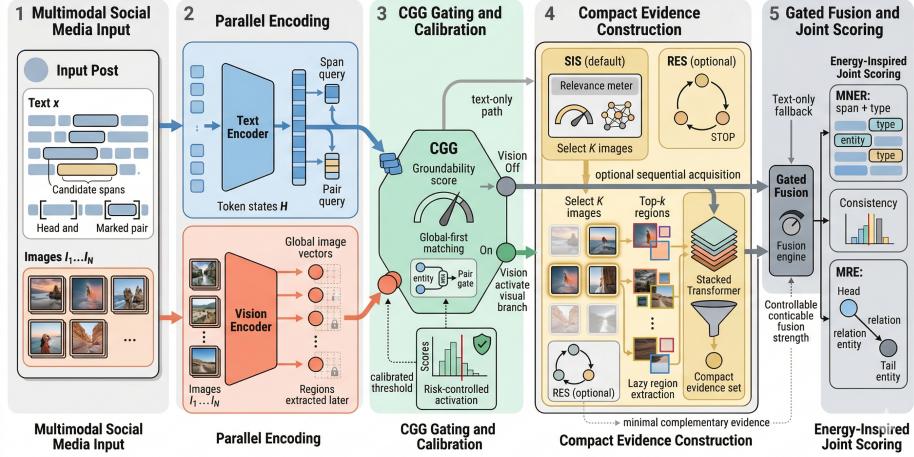 1 Multimodal Social
Media Input
Input Post
Text x
Candidate spans
Head and
Marked pair
Images I₁...I_N
...
Multimodal Social
Media Input
2 Parallel Encoding
Text
Encoder
Span
query
Pair
query
Token states H
Global image
vectors
Vision
Encoder
Images
I₁...I_N
Regions
extracted later
Parallel Encoding
3 CGG Gating and
Calibration
text-only
path
CGG
Groundability
score
Vision
Off
Global-first
matching
entity
Pair
gate
On
Vision
activate
visual
branch
calibrated
threshold
Scores
Risk-controlled
activation
CGG Gating and
Calibration
4 Compact Evidence
Construction
SIS (default)
Relevance meter
Select K images
RES (optional)
STOP
optional sequential acquisition
Select K
images
Top-k
regions
Stacked
Transformer
RES (optional)
Lazy region
extraction
Compact
evidence set
minimal complementary evidence
Compact Evidence Construction
5 Gated Fusion and
Joint Scoring
Energy-Inspired
Joint Scoring
Text-only
fallback
MNER:
span + type
type
entity
type
Gated
Fusion
Fusion
engine
Consistency
Controllable
conticable
fusion
strength
MRE:
Head
relation
relation
entity
Tail
entity
Energy-Inspired
Joint Scoring